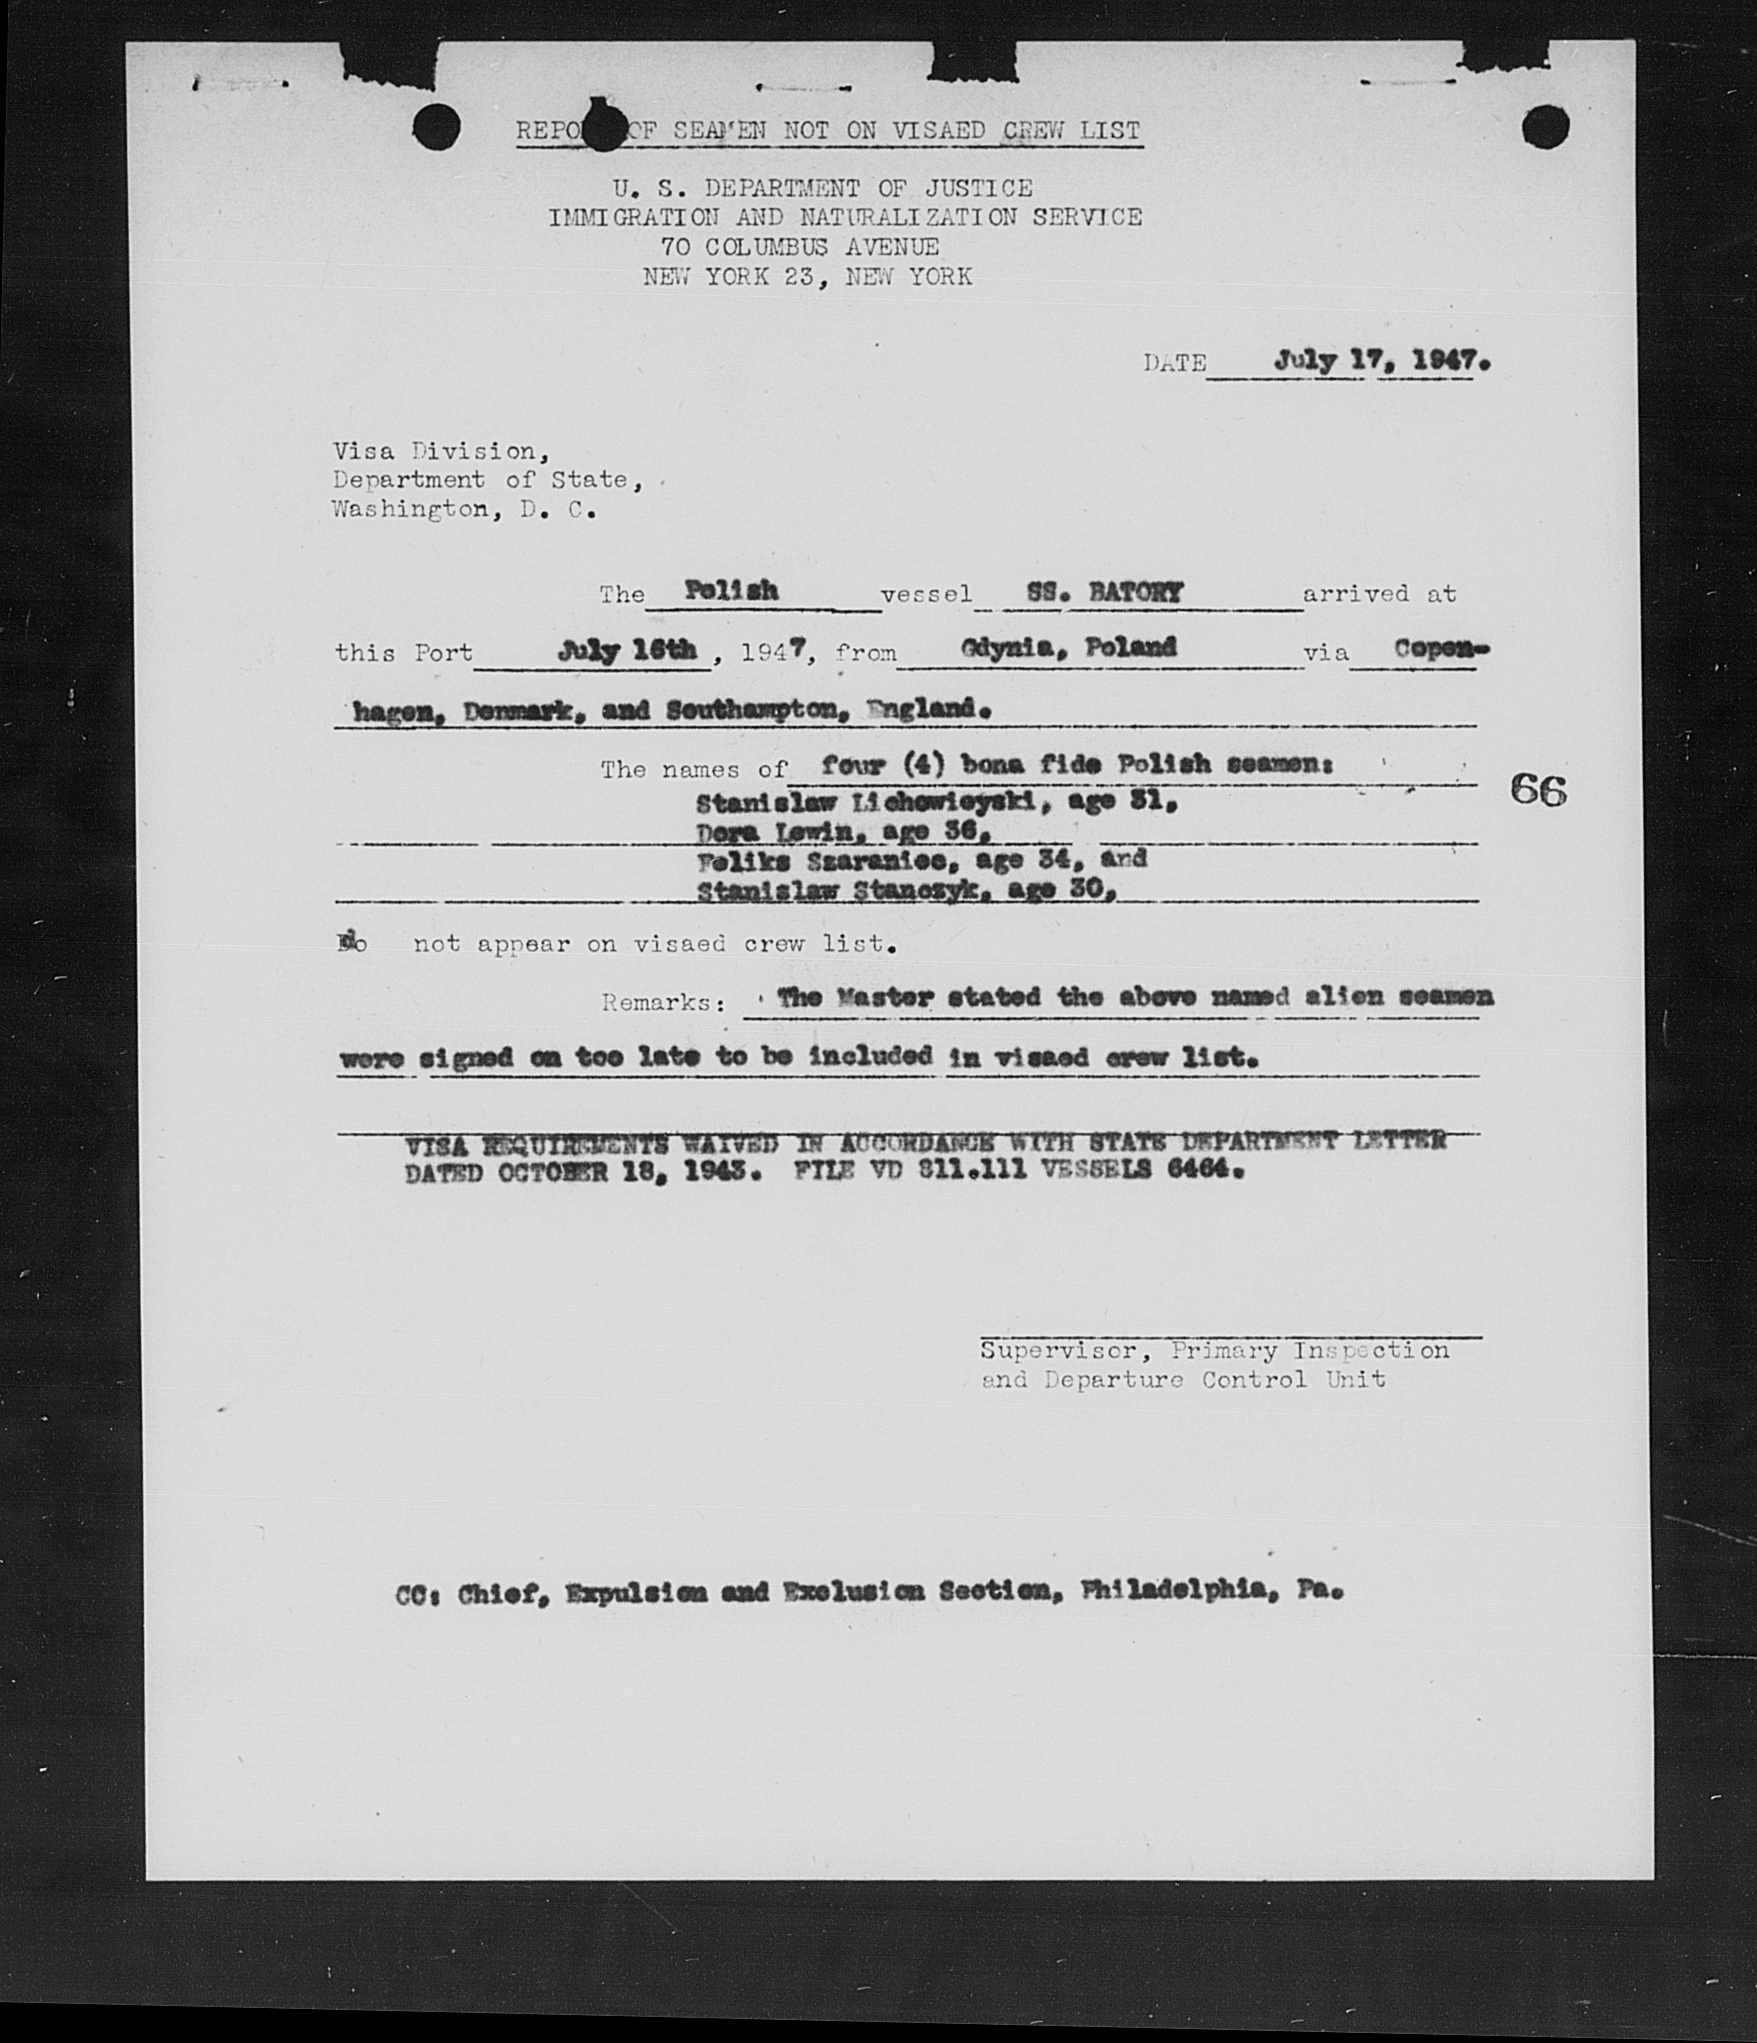 REPO OF SEAMEN NOT ON VISAED CREW LIST
U. S. DEPARTMENT OF JUSTICE
IMMIGRATION AND NATURALIZATION SERVICE
70 COLUMBUS AVENUE
NEW YORK 23, NEW YORK
DATE July 17, 1947.
Visa Division,
Department of State,
Washington, D. C.
The Polish vessel SS. BATORY arrived at
this Port July 16th, 1947, from Gdynia, Poland via Copen-
hagen, Denmark, and Southampton, England.
The names of four (4) bona fide Polish seamen:
66
Stanislaw Lichowieyski, age 31,
Dora Lewin, age 36,
Feliks Szaraniec, age 34, and
Stanislaw Stanczyk, age 30,
Do not appear on visaed crew list.
Remarks: The Master stated the above named alien seamen
were signed on too late to be included in visaed crew list.
VISA REQUIREMENTS WAIVED IN ACCORDANCE WITH STATE DEPARTMENT LETTER
DATED OCTOBER 18, 1943. FILE VD 811.111 VESSELS 6464.
Supervisor, Primary Inspection
and Departure Control Unit
CC: Chief, Expulsion and Exclusion Section, Philadelphia, Pa.